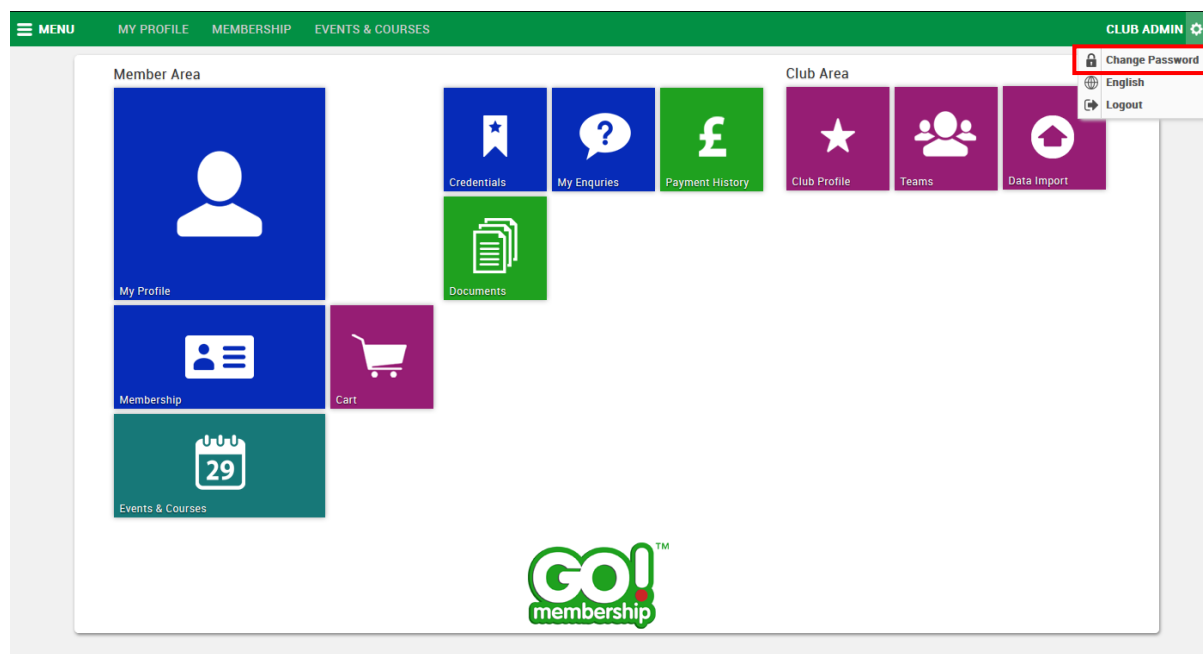 MENU
MY PROFILE MEMBERSHIP EVENTS & COURSES
CLUB ADMIN
Change Password
English
Logout
Member Area
Club Area
My Profile
Credentials
?
My Enquries
£
Payment History
Club Profile
Teams
Data Import
Documents
Membership
Cart
29
Events & Courses
GO! TM
membership